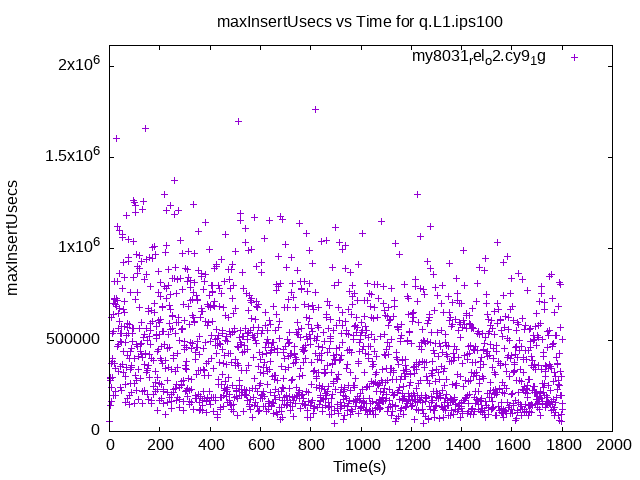 maxInsertUsecs vs Time for q.L1.ips100
my8031relo2.cy91g
maxInsertUsecs
2x10^6
1.5x10^6
1x10^6
500000
0
0 200 400 600 800 1000 1200 1400 1600 1800 2000
Time(s)